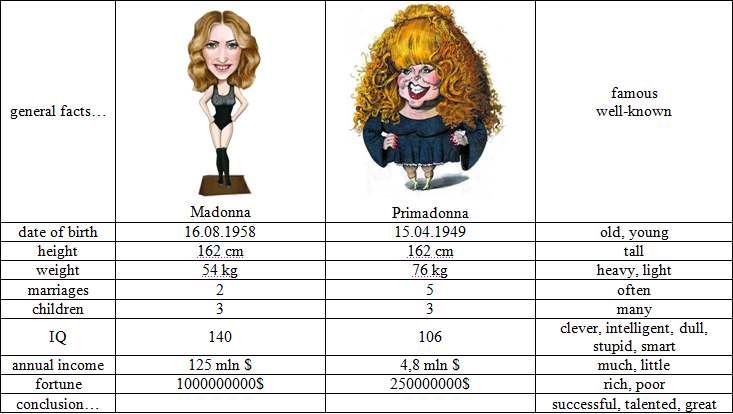 general facts…
Madonna
Primadonna
famous
well-known
date of birth 16.08.1958 15.04.1949 old, young
height 162 cm 162 cm tall
weight 54 kg 76 kg heavy, light
marriages 2 5 often
children 3 3 many
IQ 140 106 clever, intelligent, dull,
stupid, smart
annual income 125 mln $ 4,8 mln $ much, little
fortune 1000000000$ 250000000$ rich, poor
conclusion… successful, talented, great